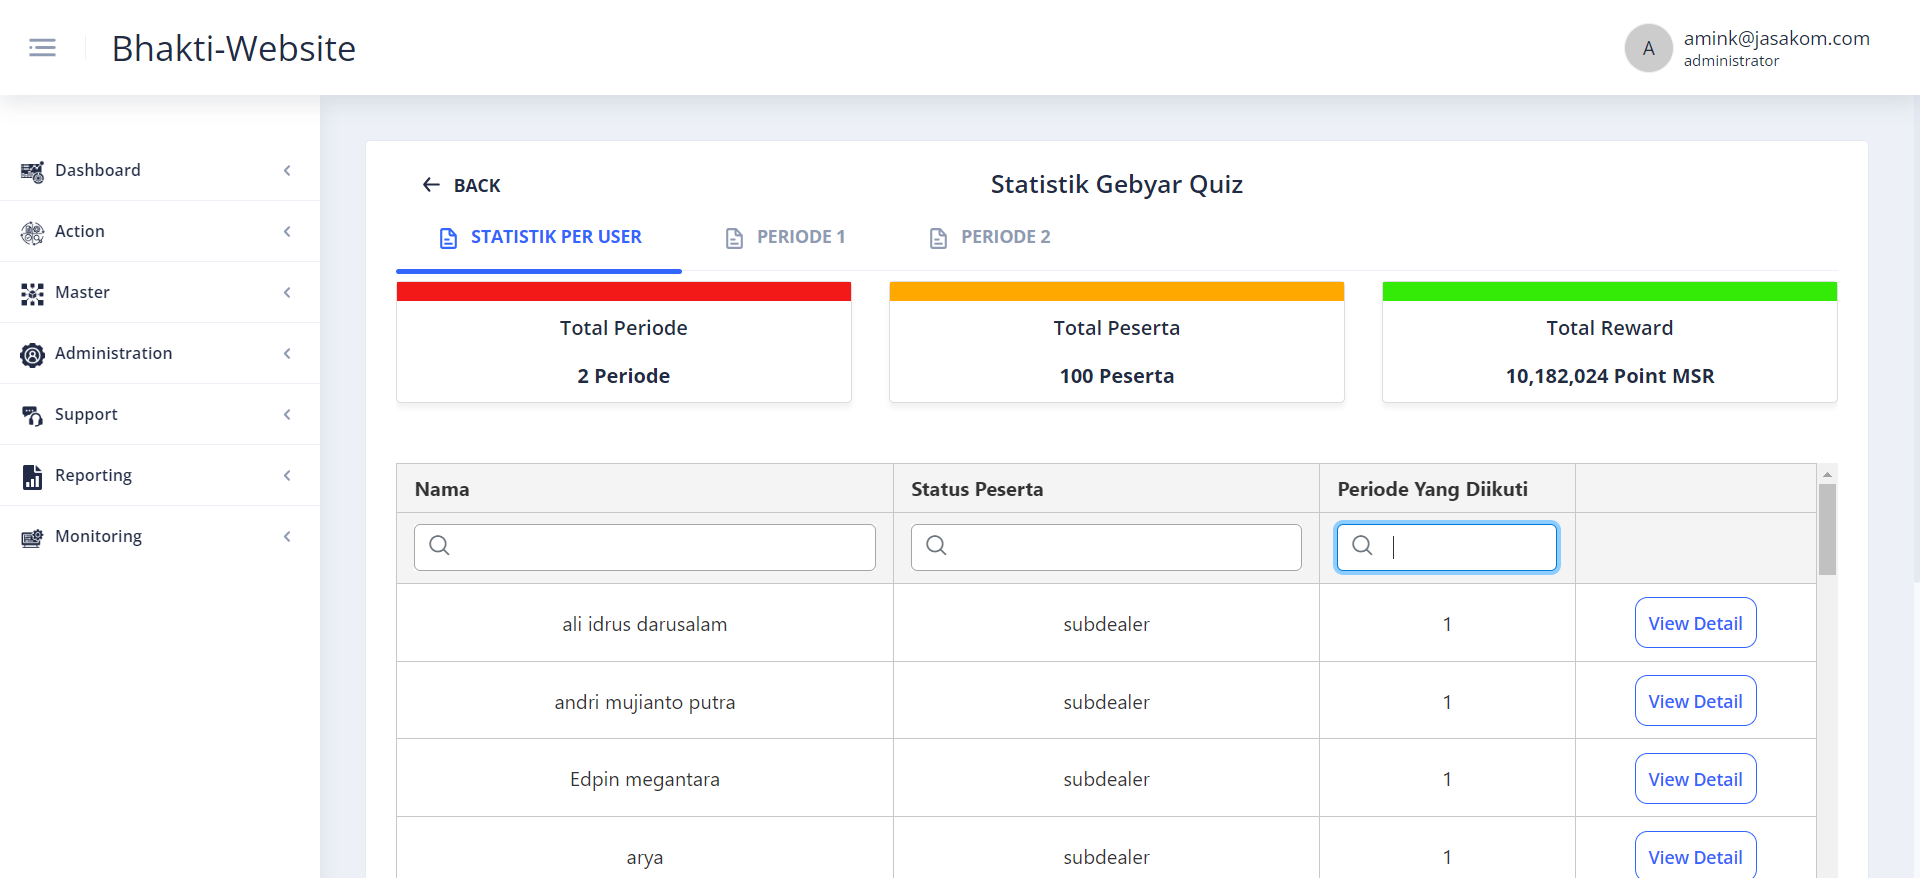 Bhakti-Website
A
amink@jasakom.com
administrator
Dashboard
Action
Master
Administration
Support
Reporting
Monitoring
BACK
Statistik Gebyar Quiz
STATISTIK PER USER
PERIODE 1
PERIODE 2
Total Periode
2 Periode
Total Peserta
100 Peserta
Total Reward
10,182,024 Point MSR
Nama Status Peserta Periode Yang Diikuti
ali idrus darusalam subdealer 1 View Detail
andri mujianto putra subdealer 1 View Detail
Edpin megantara subdealer 1 View Detail
arya subdealer 1 View Detail